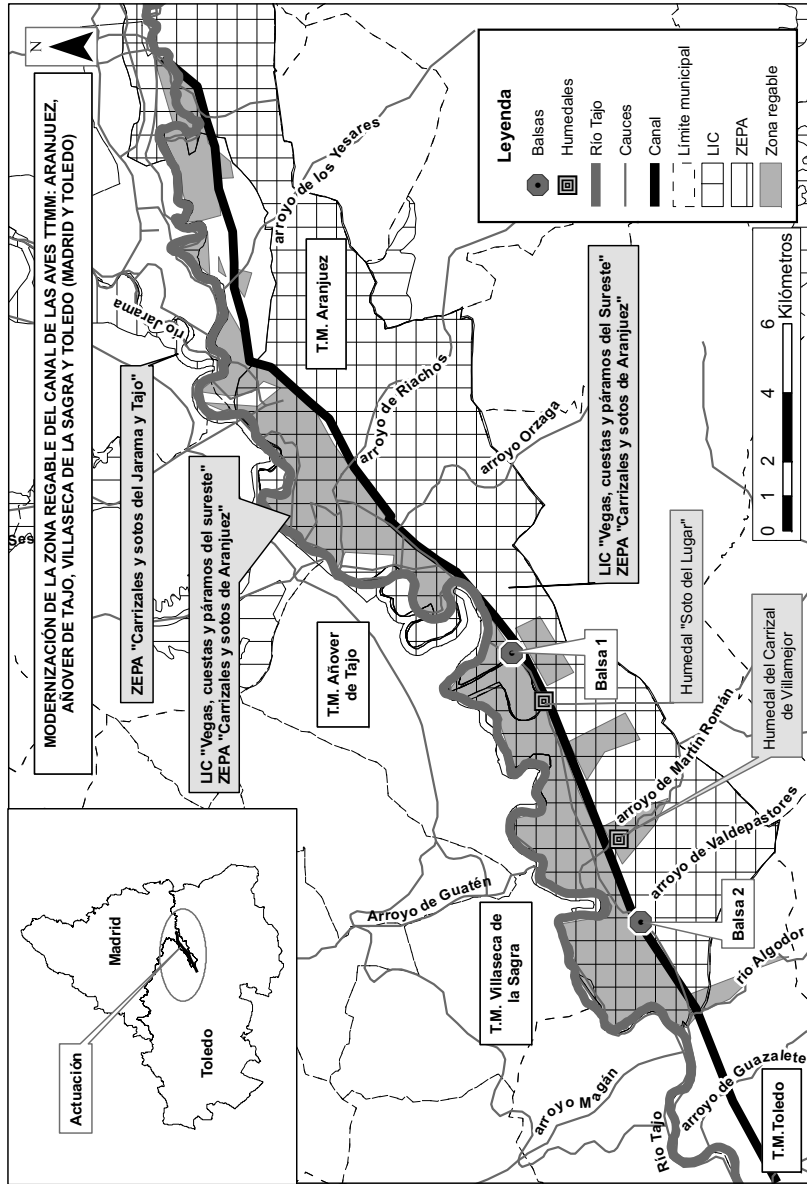 MODERNIZACIÓN DE LA ZONA REGABLE DEL CANAL DE LAS AVES TTMM: ARANJUEZ,
AÑOVER DE TAJO, VILLASECA DE LA SAGRA Y TOLEDO (MADRID Y TOLEDO)
N
Actuación
Madrid
Toledo
Ses
ZEPA "Carrizales y sotos del Jarama y Tajo"
río Jarama
LIC "Vegas, cuestas y páramos del sureste"
ZEPA "Carrizales y sotos de Aranjuez"
arroyo de los Yesares
T.M. Aranjuez
T.M. Añover
de Tajo
arroyo de Riachos
arroyo Orzaga
Arroyo de Guatén
T.M. Villaseca de
la Sagra
LIC "Vegas, cuestas y páramos del Sureste"
ZEPA "Carrizales y sotos de Aranjuez"
Balsa 1
Humedal "Soto del Lugar"
arroyo de Martín Román
Humedal del Carrizal
de Villamejor
arroyo de Valdepastores
Balsa 2
río Algodor
arroyo Magán
Río Tajo
arroyo de Guazalete
T.M.Toledo
Leyenda
Balsas
Humedales
Río Tajo
Cauces
Canal
Límite municipal
LIC
ZEPA
Zona regable
0 1 2 4 6
Kilómetros